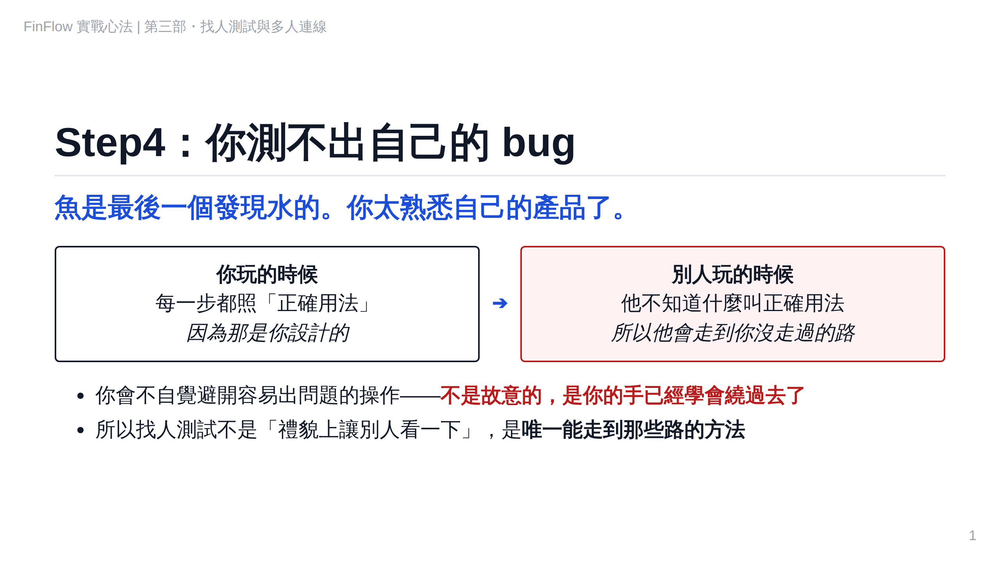 FinFlow 實戰心法 | 第三部・找人測試與多人連線
Step4：你測不出自己的 bug
魚是最後一個發現水的。你太熟悉自己的產品了。
你玩的時候
每一步都照「正確用法」
因為那是你設計的
➔
別人玩的時候
他不知道什麼叫正確用法
所以他會走到你沒走過的路
• 你會不自覺避開容易出問題的操作——不是故意的，是你的手已經學會繞過去了
• 所以找人測試不是「禮貌上讓別人看一下」，是唯一能走到那些路的方法
1